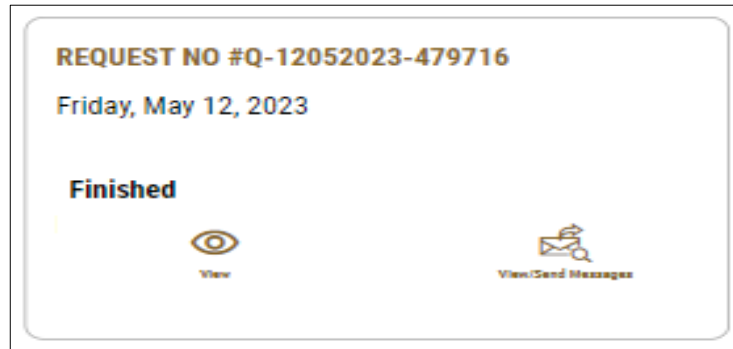 REQUEST NO #Q-12052023-479716
Friday, May 12, 2023
Finished
View
View/Send Messages